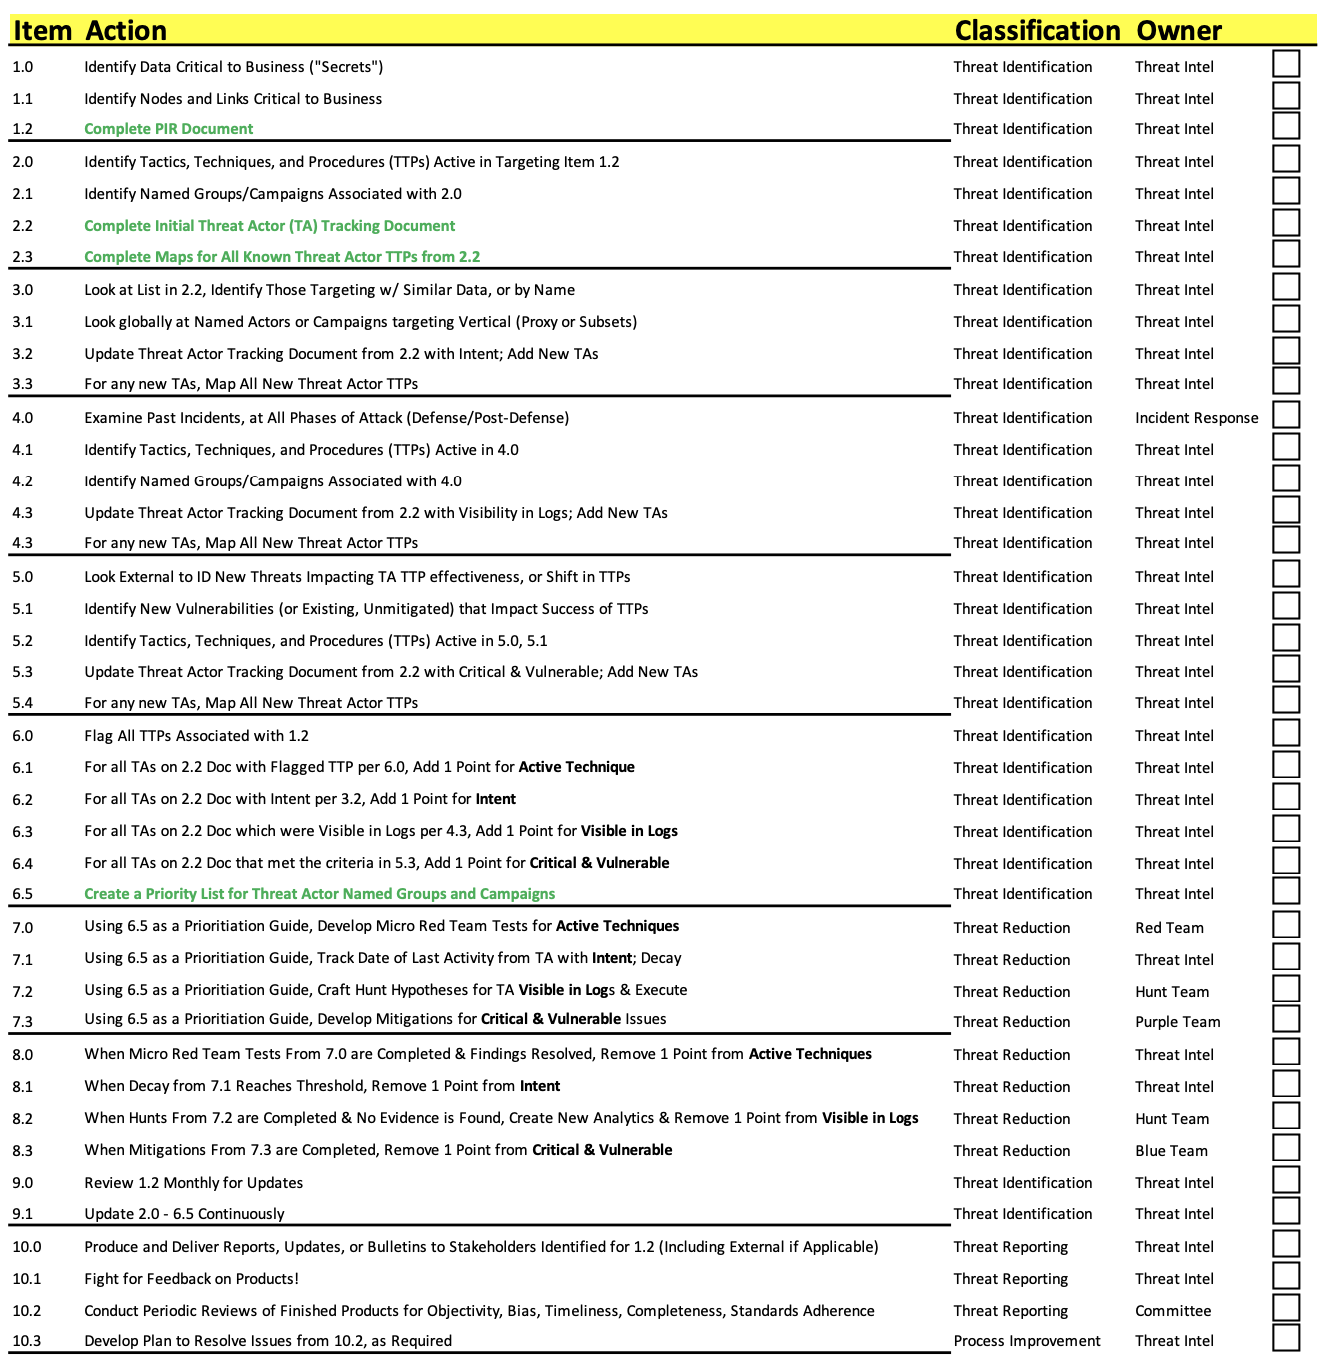 Item Action Classification Owner
1.0 Identify Data Critical to Business ("Secrets") Threat Identification Threat Intel
1.1 Identify Nodes and Links Critical to Business Threat Identification Threat Intel
1.2 Complete PIR Document Threat Identification Threat Intel
2.0 Identify Tactics, Techniques, and Procedures (TTPs) Active in Targeting Item 1.2 Threat Identification Threat Intel
2.1 Identify Named Groups/Campaigns Associated with 2.0 Threat Identification Threat Intel
2.2 Complete Initial Threat Actor (TA) Tracking Document Threat Identification Threat Intel
2.3 Complete Maps for All Known Threat Actor TTPs from 2.2 Threat Identification Threat Intel
3.0 Look at List in 2.2, Identify Those Targeting w/ Similar Data, or by Name Threat Identification Threat Intel
3.1 Look globally at Named Actors or Campaigns targeting Vertical (Proxy or Subsets) Threat Identification Threat Intel
3.2 Update Threat Actor Tracking Document from 2.2 with Intent; Add New TAs Threat Identification Threat Intel
3.3 For any new TAs, Map All New Threat Actor TTPs Threat Identification Threat Intel
4.0 Examine Past Incidents, at All Phases of Attack (Defense/Post-Defense) Threat Identification Incident Response
4.1 Identify Tactics, Techniques, and Procedures (TTPs) Active in 4.0 Threat Identification Threat Intel
4.2 Identify Named Groups/Campaigns Associated with 4.0 Threat Identification Threat Intel
4.3 Update Threat Actor Tracking Document from 2.2 with Visibility in Logs; Add New TAs Threat Identification Threat Intel
4.3 For any new TAs, Map All New Threat Actor TTPs Threat Identification Threat Intel
5.0 Look External to ID New Threats Impacting TA TTP effectiveness, or Shift in TTPs Threat Identification Threat Intel
5.1 Identify New Vulnerabilities (or Existing, Unmitigated) that Impact Success of TTPs Threat Identification Threat Intel
5.2 Identify Tactics, Techniques, and Procedures (TTPs) Active in 5.0, 5.1 Threat Identification Threat Intel
5.3 Update Threat Actor Tracking Document from 2.2 with Critical & Vulnerable; Add New TAs Threat Identification Threat Intel
5.4 For any new TAs, Map All New Threat Actor TTPs Threat Identification Threat Intel
6.0 Flag All TTPs Associated with 1.2 Threat Identification Threat Intel
6.1 For all TAs on 2.2 Doc with Flagged TTP per 6.0, Add 1 Point for Active Technique Threat Identification Threat Intel
6.2 For all TAs on 2.2 Doc with Intent per 3.2, Add 1 Point for Intent Threat Identification Threat Intel
6.3 For all TAs on 2.2 Doc which were Visible in Logs per 4.3, Add 1 Point for Visible in Logs Threat Identification Threat Intel
6.4 For all TAs on 2.2 Doc that met the criteria in 5.3, Add 1 Point for Critical & Vulnerable Threat Identification Threat Intel
6.5 Create a Priority List for Threat Actor Named Groups and Campaigns Threat Identification Threat Intel
7.0 Using 6.5 as a Prioritiation Guide, Develop Micro Red Team Tests for Active Techniques Threat Reduction Red Team
7.1 Using 6.5 as a Prioritiation Guide, Track Date of Last Activity from TA with Intent; Decay Threat Reduction Threat Intel
7.2 Using 6.5 as a Prioritiation Guide, Craft Hunt Hypotheses for TA Visible in Logs & Execute Threat Reduction Hunt Team
7.3 Using 6.5 as a Prioritiation Guide, Develop Mitigations for Critical & Vulnerable Issues Threat Reduction Purple Team
8.0 When Micro Red Team Tests From 7.0 are Completed & Findings Resolved, Remove 1 Point from Active Techniques Threat Reduction Threat Intel
8.1 When Decay from 7.1 Reaches Threshold, Remove 1 Point from Intent Threat Reduction Threat Intel
8.2 When Hunts From 7.2 are Completed & No Evidence is Found, Create New Analytics & Remove 1 Point from Visible in Logs Threat Reduction Hunt Team
8.3 When Mitigations From 7.3 are Completed, Remove 1 Point from Critical & Vulnerable Threat Reduction Blue Team
9.0 Review 1.2 Monthly for Updates Threat Identification Threat Intel
9.1 Update 2.0 - 6.5 Continuously Threat Identification Threat Intel
10.0 Produce and Deliver Reports, Updates, or Bulletins to Stakeholders Identified for 1.2 (Including External if Applicable) Threat Reporting Threat Intel
10.1 Fight for Feedback on Products! Threat Reporting Threat Intel
10.2 Conduct Periodic Reviews of Finished Products for Objectivity, Bias, Timeliness, Completeness, Standards Adherence Threat Reporting Committee
10.3 Develop Plan to Resolve Issues from 10.2, as Required Process Improvement Threat Intel